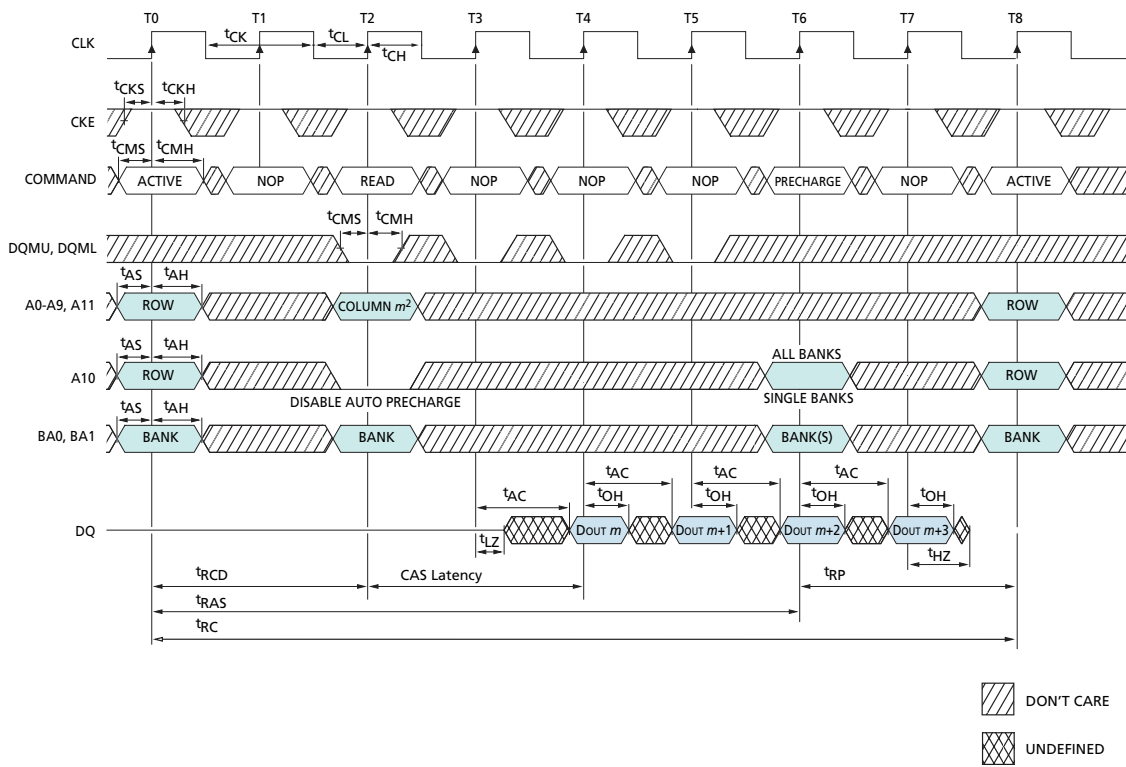 T0 T1 T2 T3 T4 T5 T6 T7 T8
CLK tCK tCL tCH
tCKS tCKH
CKE
tCMS tCMH
COMMAND ACTIVE NOP READ NOP NOP NOP PRECHARGE NOP ACTIVE
tCMS tCMH
DQMU, DQML
tAS tAH
A0-A9, A11 ROW COLUMN m2 ROW
tAS tAH ALL BANKS
A10 ROW ROW
DISABLE AUTO PRECHARGE SINGLE BANKS
tAS tAH
BA0, BA1 BANK BANK BANK(S) BANK
tAC tAC tAC
tAC tOH tOH tOH tOH
DQ DOUT m DOUT m+1 DOUT m+2 DOUT m+3
tLZ tHZ
tRCD CAS Latency tRP
tRAS
tRC
DON'T CARE
UNDEFINED